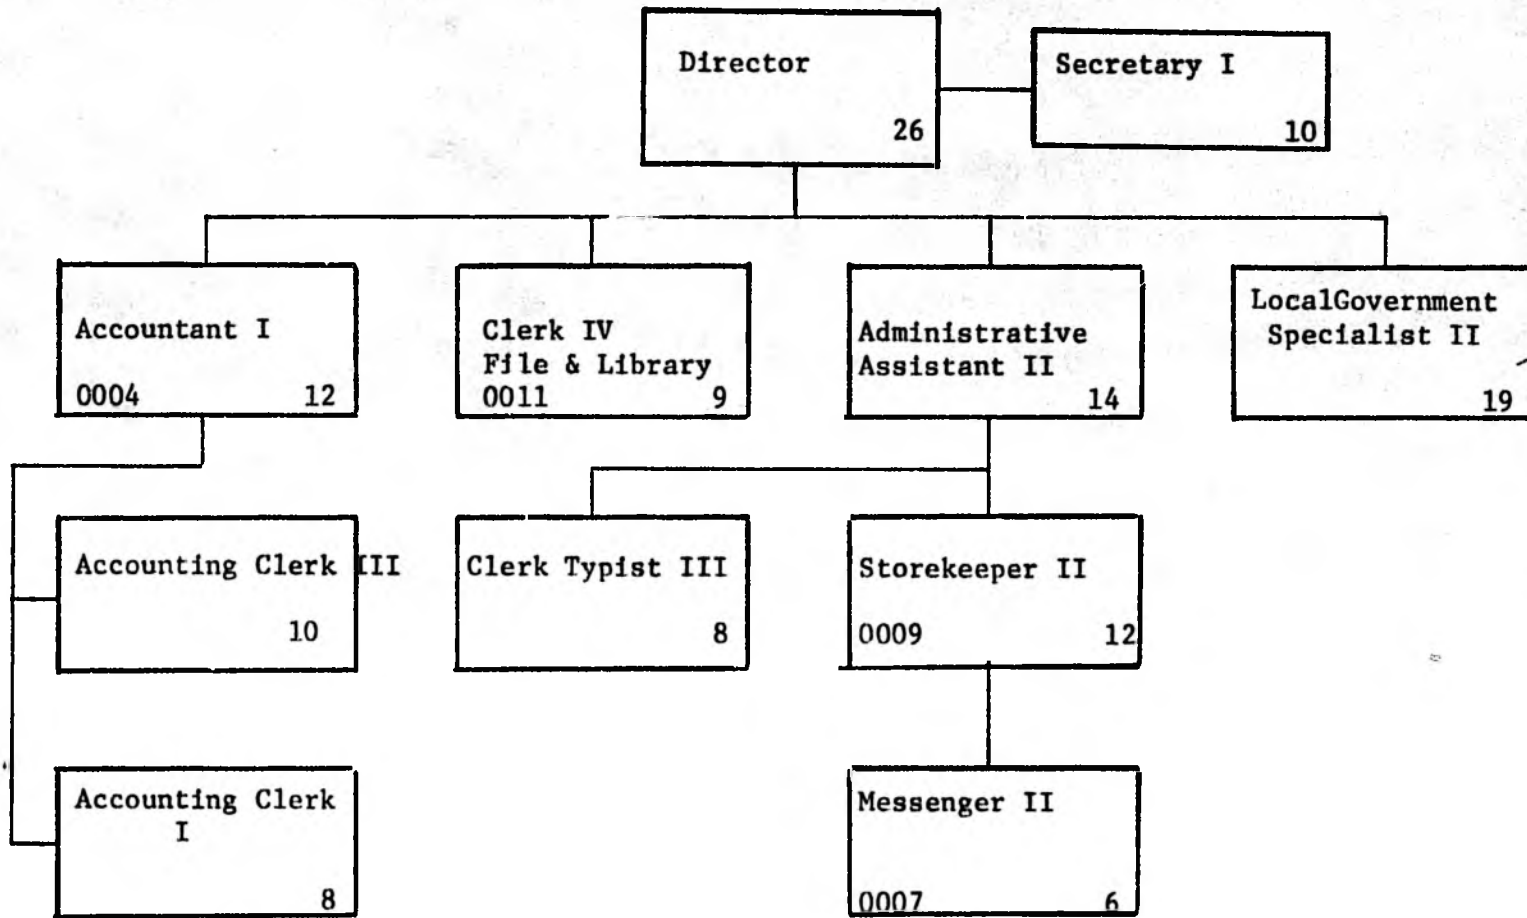 Director
26
Secretary I
10
Accountant I
0004 12
Clerk IV
File & Library
0011 9
Administrative
Assistant II
14
LocalGovernment
Specialist II
19
Accounting Clerk III
10
Clerk Typist III
8
Storekeeper II
0009 12
Accounting Clerk
I
8
Messenger II
0007 6